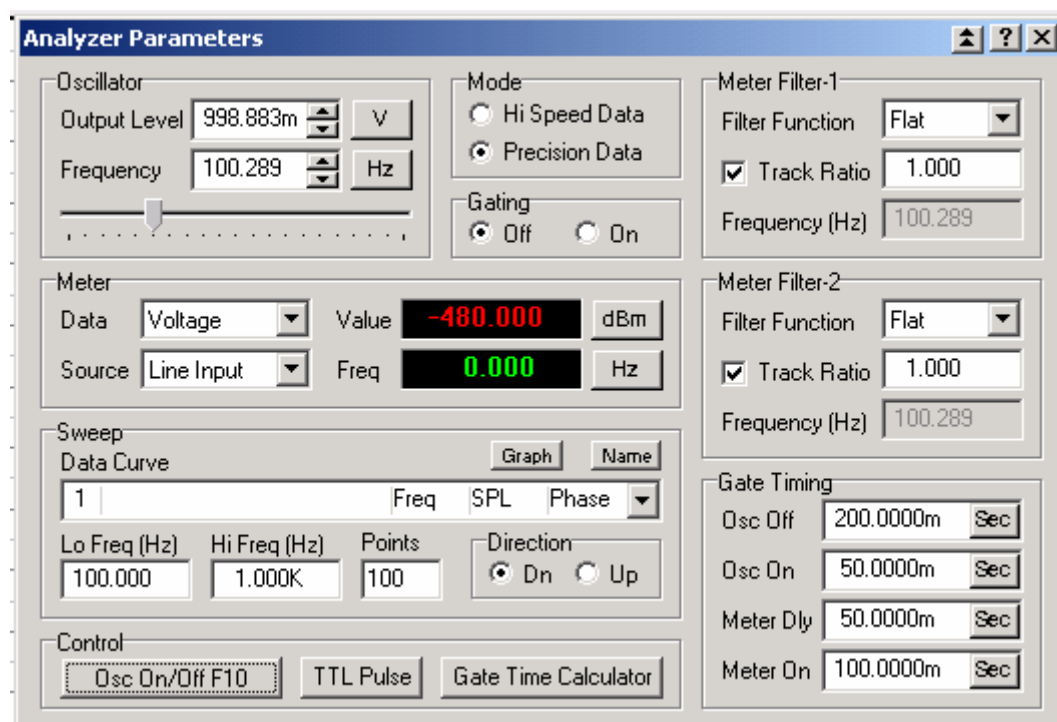 Analyzer Parameters
Oscillator
Output Level 998.883m V
Frequency 100.289 Hz
Mode
Hi Speed Data
Precision Data
Gating
Off On
Meter
Data Voltage Value -480.000 dBm
Source Line Input Freq 0.000 Hz
Sweep
Data Curve Graph Name
1 Freq SPL Phase
Lo Freq (Hz) Hi Freq (Hz) Points Direction
100.000 1.000K 100 Dn Up
Control
Osc On/Off F10 TTL Pulse Gate Time Calculator
Meter Filter-1
Filter Function Flat
Track Ratio 1.000
Frequency (Hz) 100.289
Meter Filter-2
Filter Function Flat
Track Ratio 1.000
Frequency (Hz) 100.289
Gate Timing
Osc Off 200.0000m Sec
Osc On 50.0000m Sec
Meter Dly 50.0000m Sec
Meter On 100.0000m Sec